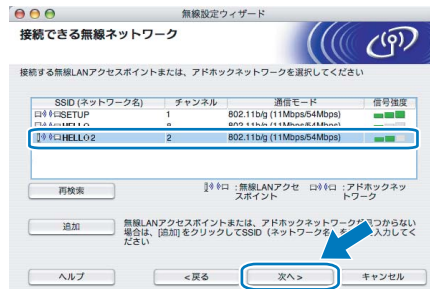 無線設定ウィザード
接続できる無線ネットワーク
接続する無線LANアクセスポイントまたは、アドホックネットワークを選択してください
SSID (ネットワーク名) チャンネル 通信モード 信号強度
SETUP 1 802.11b/g (11Mbps/54Mbps)
HELLO 802.11b/g (11Mbps/54Mbps)
HELLO2 2 802.11b/g (11Mbps/54Mbps)
再検索
:無線LANアクセスポイント
:アドホックネットワーク
追加
無線LANアクセスポイントまたは、アドホックネットワークが見つからない
場合は、[追加]をクリックしてSSID（ネットワーク名）を 入力してく
ださい
ヘルプ
<戻る
次へ>
キャンセル